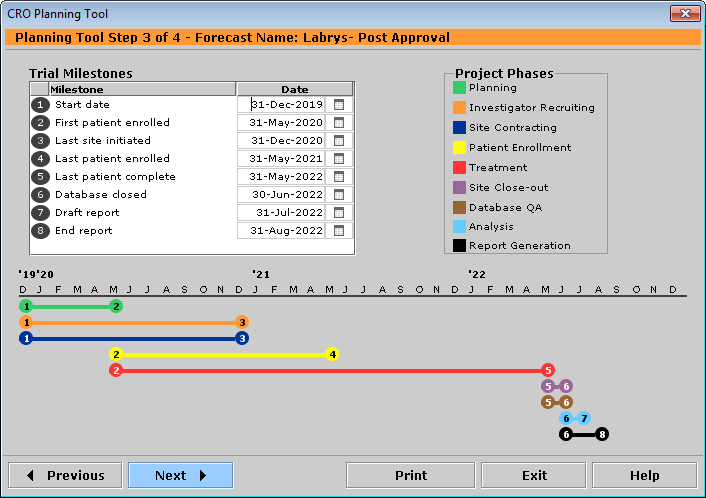 CRO Planning Tool
Planning Tool Step 3 of 4 - Forecast Name: Labrys- Post Approval
Trial Milestones
Milestone Date
1 Start date 31-Dec-2019
2 First patient enrolled 31-May-2020
3 Last site initiated 31-Dec-2020
4 Last patient enrolled 31-May-2021
5 Last patient complete 31-May-2022
6 Database closed 30-Jun-2022
7 Draft report 31-Jul-2022
8 End report 31-Aug-2022
Project Phases
Planning
Investigator Recruiting
Site Contracting
Patient Enrollment
Treatment
Site Close-out
Database QA
Analysis
Report Generation
'19'20 '21 '22
D J F M A M J J A S O N D J F M A M J J A S O N D J F M A M J J A S O N D
1 2
1 3
1 3
2 4
2 5
5 6
5 6
6 7
6 8
Previous Next Print Exit Help